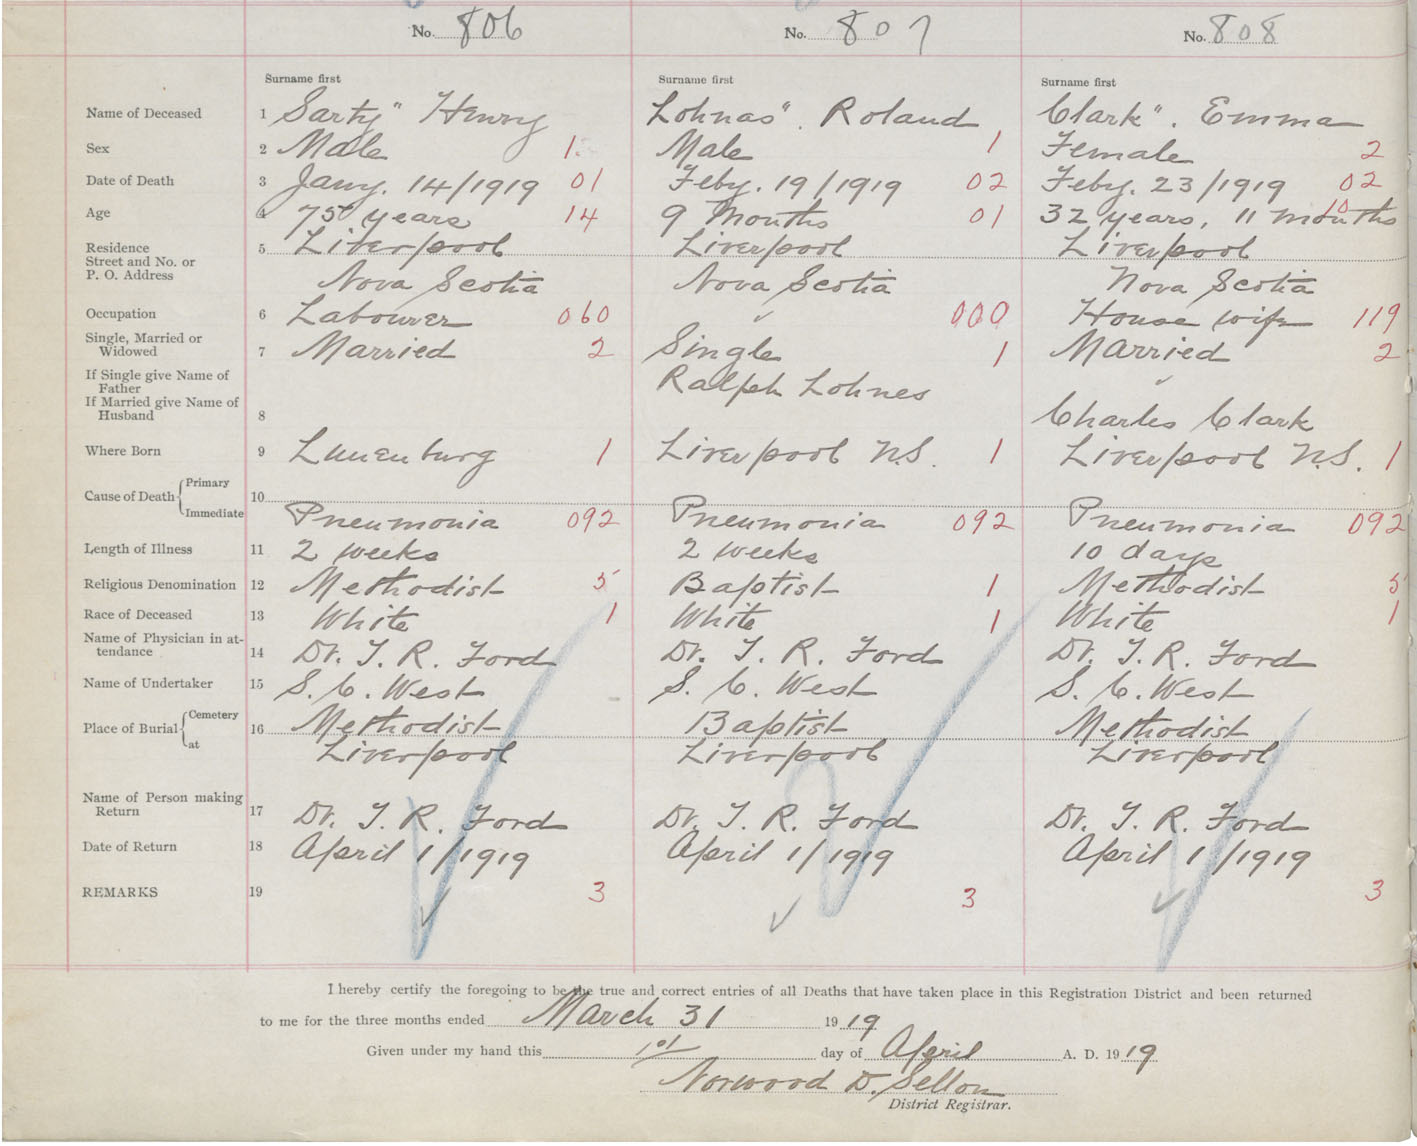 No. 806 No. 807 No. 808
Surname first Surname first Surname first
Name of Deceased 1 Sarty" Henry Lohnas". Roland Clark". Emma
Sex 2 Male 1. Male 1 Female 2
Date of Death 3 Jany. 14/1919 01 Feby. 19/1919 02 Feby. 23/1919 02
Age 4 75 years 14 9 months 01 32 years, 11 months 10
Residence 5 Liverpool Liverpool Liverpool
Street and No. or
P. O. Address Nova Scotia Nova Scotia Nova Scotia
Occupation 6 Labourer 060 000 House wife 119
Single, Married or
Widowed 7 Married 2 Single 1 Married 2
If Single give Name of
Father Ralph Lohnes
If Married give Name of
Husband 8 Charles Clark
Where Born 9 Lunenburg 1 Liverpool N.S. 1 Liverpool N.S. 1
Cause of Death Primary 10
Immediate Pneumonia 092 Pneumonia 092 Pneumonia 092
Length of Illness 11 2 weeks 2 weeks 10 days
Religious Denomination 12 Methodist 5 Baptist 1 Methodist 5
Race of Deceased 13 White 1 White 1 White 1
Name of Physician in at-
tendance 14 Dr. T. R. Ford Dr. T. R. Ford Dr. T. R. Ford
Name of Undertaker 15 S. C. West S. C. West S. C. West
Place of Burial Cemetery 16 Methodist Baptist Methodist
at Liverpool Liverpool Liverpool
Name of Person making
Return 17 Dr. T. R. Ford Dr. T. R. Ford Dr. T. R. Ford
Date of Return 18 April 1/1919 April 1/1919 April 1/1919
REMARKS 19 3 3 3
I hereby certify the foregoing to be the true and correct entries of all Deaths that have taken place in this Registration District and been returned
to me for the three months ended March 31 1919
Given under my hand this 1st day of April A. D. 1919
Norwood D. Sellon
District Registrar.